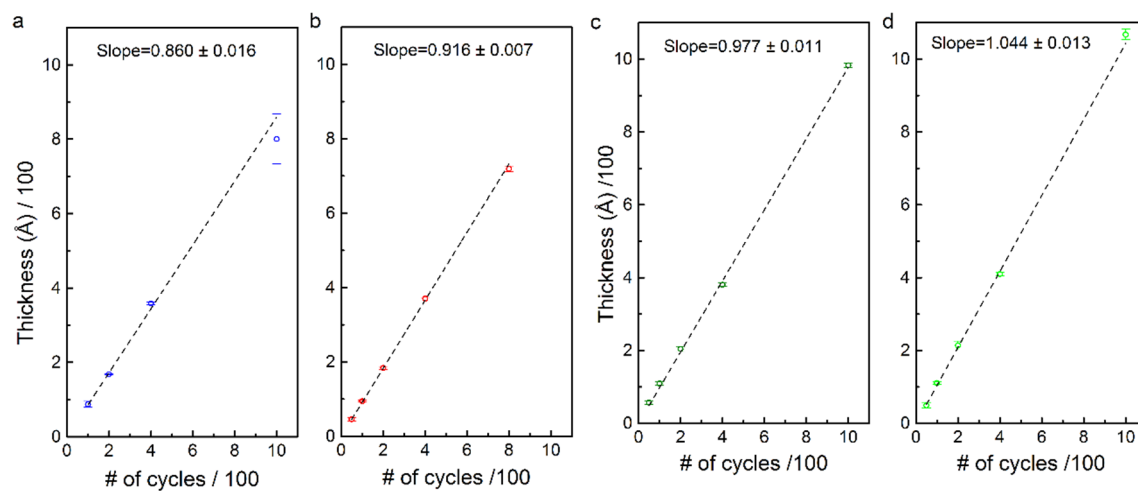 a
Slope=0.860 ± 0.016
10
8
6
4
2
0
Thickness (Å) / 100
0 2 4 6 8 10
# of cycles / 100
b
Slope=0.916 ± 0.007
10
8
6
4
2
0
0 2 4 6 8 10
# of cycles / 100
c
Slope=0.977 ± 0.011
10
8
6
4
2
0
Thickness (Å) /100
0 2 4 6 8 10
# of cycles /100
d
Slope=1.044 ± 0.013
10
8
6
4
2
0
0 2 4 6 8 10
# of cycles /100